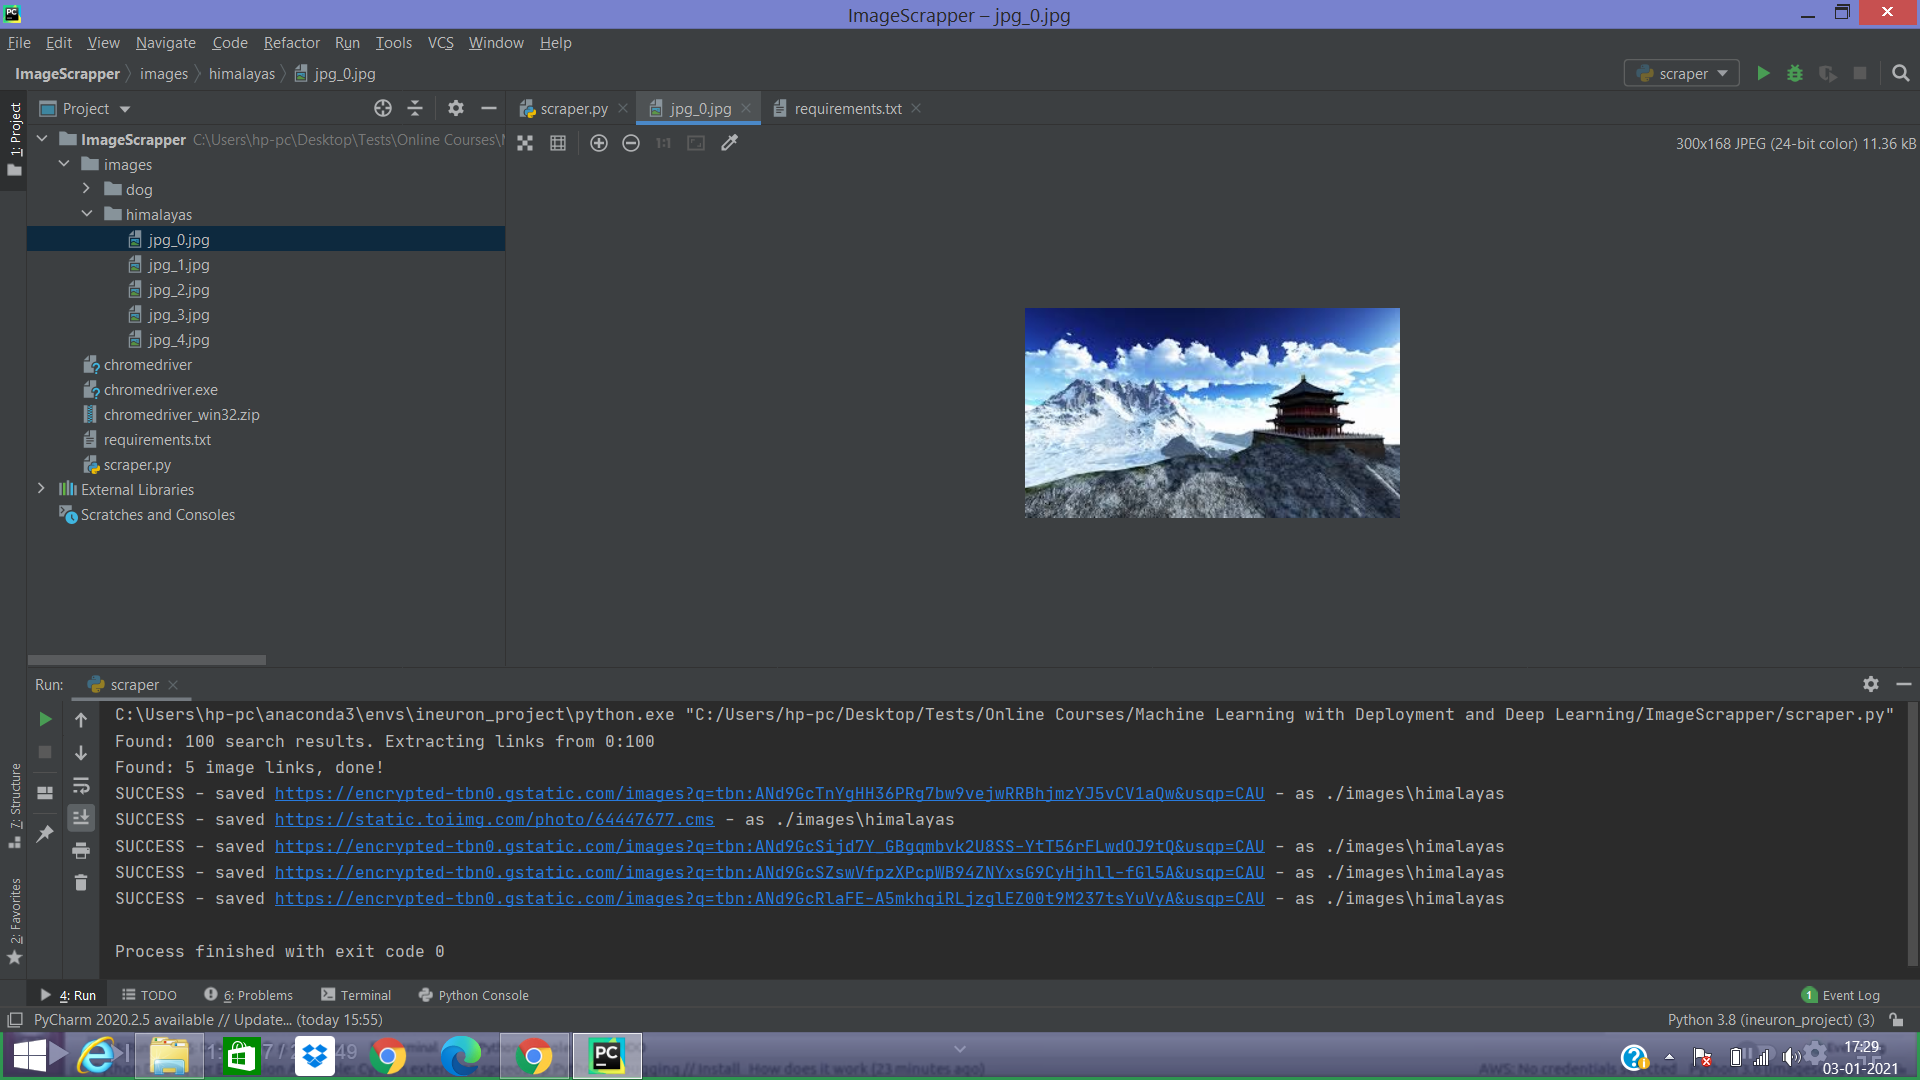 ImageScrapper – jpg_0.jpg
File Edit View Navigate Code Refactor Run Tools VCS Window Help
ImageScrapper images himalayas jpg_0.jpg
scraper
1: Project
Project
scraper.py jpg_0.jpg requirements.txt
300x168 JPEG (24-bit color) 11.36 kB
1:1
ImageScrapper C:\Users\hp-pc\Desktop\Tests\Online Courses\
images
dog
himalayas
jpg_0.jpg
jpg_1.jpg
jpg_2.jpg
jpg_3.jpg
jpg_4.jpg
chromedriver
chromedriver.exe
chromedriver_win32.zip
requirements.txt
scraper.py
External Libraries
Scratches and Consoles
Run: scraper
C:\Users\hp-pc\anaconda3\envs\ineuron_project\python.exe "C:/Users/hp-pc/Desktop/Tests/Online Courses/Machine Learning with Deployment and Deep Learning/ImageScrapper/scraper.py"
Found: 100 search results. Extracting links from 0:100
Found: 5 image links, done!
SUCCESS - saved https://encrypted-tbn0.gstatic.com/images?q=tbn:ANd9GcTnYgHH36PRg7bw9vejwRRBhjmzYJ5vCV1aQw&usqp=CAU - as ./images\himalayas
SUCCESS - saved https://static.toiimg.com/photo/64447677.cms - as ./images\himalayas
SUCCESS - saved https://encrypted-tbn0.gstatic.com/images?q=tbn:ANd9GcSijd7Y_GBgqmbvk2U8SS-YtT56rFLwdOJ9tQ&usqp=CAU - as ./images\himalayas
SUCCESS - saved https://encrypted-tbn0.gstatic.com/images?q=tbn:ANd9GcSZswVfpzXPcpWB94ZNYxsG9CyHjhll-fGl5A&usqp=CAU - as ./images\himalayas
SUCCESS - saved https://encrypted-tbn0.gstatic.com/images?q=tbn:ANd9GcRlaFE-A5mkhqiRLjzglEZ00t9M237tsYuVyA&usqp=CAU - as ./images\himalayas
Process finished with exit code 0
7: Structure
2: Favorites
4: Run TODO 6: Problems Terminal Python Console
1 Event Log
PyCharm 2020.2.5 available // Update... (today 15:55)
Python 3.8 (ineuron_project) (3)
PC
17:29
03-01-2021
How does it work (23 minutes ago)
AWS: No credentials